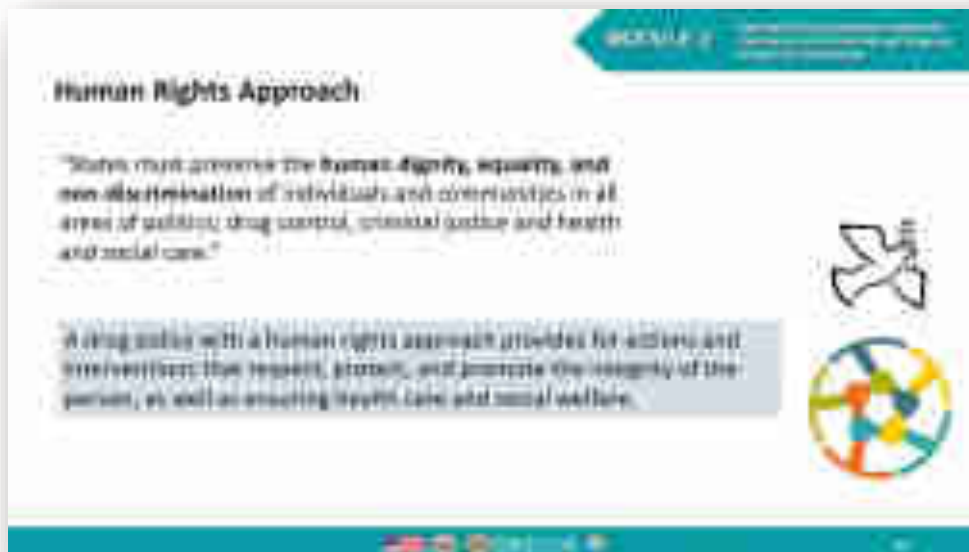 MODULE 2
Human Rights Approach
"States must preserve the human dignity, equality, and
non-discrimination of individuals and communities in all
areas of politics; drug control, criminal justice and health
and social care."
A drug policy with a human rights approach provides for actions and
interventions that respect, protect, and promote the integrity of the
person, as well as ensuring health care and social welfare.